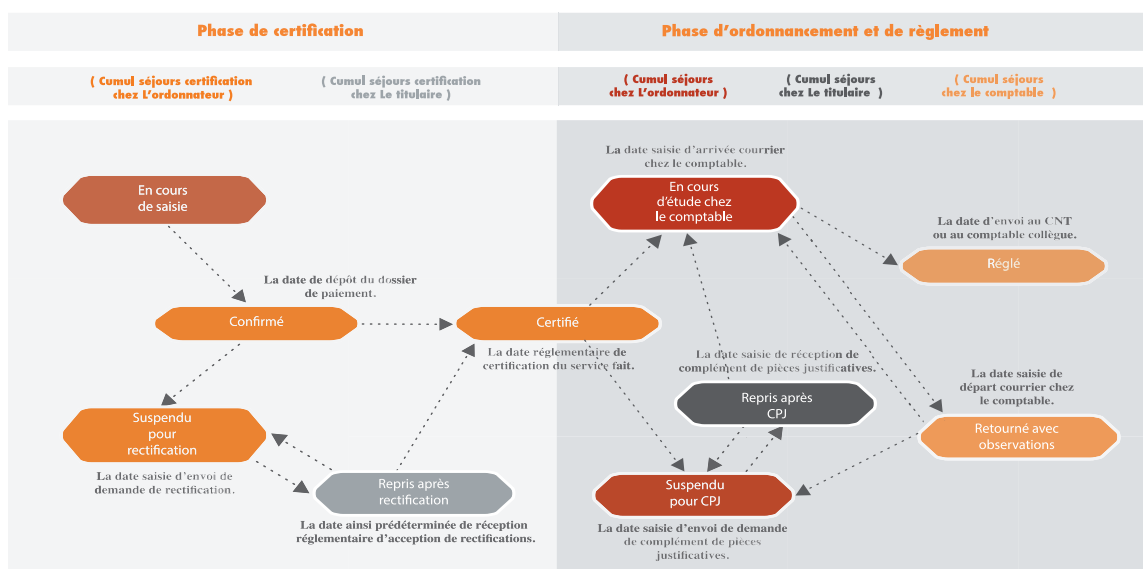 Phase de certification
Phase d'ordonnancement et de règlement
( Cumul séjours certification
chez L'ordonnateur )
( Cumul séjours certification
chez Le titulaire )
( Cumul séjours
chez L'ordonnateur )
( Cumul séjours
chez Le titulaire )
( Cumul séjours
chez le comptable )
La date saisie d'arrivée courrier
chez le comptable.
En cours
de saisie
En cours
d'étude chez
le comptable
La date d'envoi au CNT
ou au comptable collègue.
Réglé
La date de dépôt du dossier
de paiement.
Confirmé
Certifié
La date réglementaire de
certification du service fait.
La date saisie de réception de
complément de pièces justificatives.
Repris après
CPJ
La date saisie de
départ courrier chez
le comptable.
Retourné avec
observations
Suspendu
pour
rectification
La date saisie d'envoi de
demande de rectification.
Repris après
rectification
La date ainsi prédéterminée de réception
réglementaire d'acception de rectifications.
Suspendu
pour CPJ
La date saisie d'envoi de demande
de complément de pièces
justificatives.